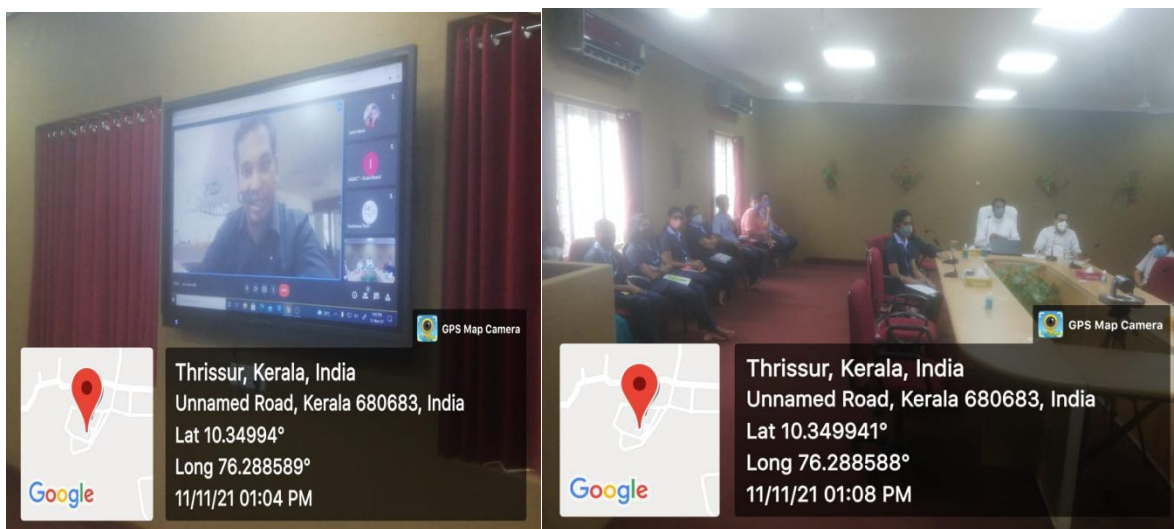 GPS Map Camera
Thrissur, Kerala, India
Unnamed Road, Kerala 680683, India
Lat 10.34994°
Long 76.288589°
11/11/21 01:04 PM
Google
GPS Map Camera
Thrissur, Kerala, India
Unnamed Road, Kerala 680683, India
Lat 10.349941°
Long 76.288588°
11/11/21 01:08 PM
Google